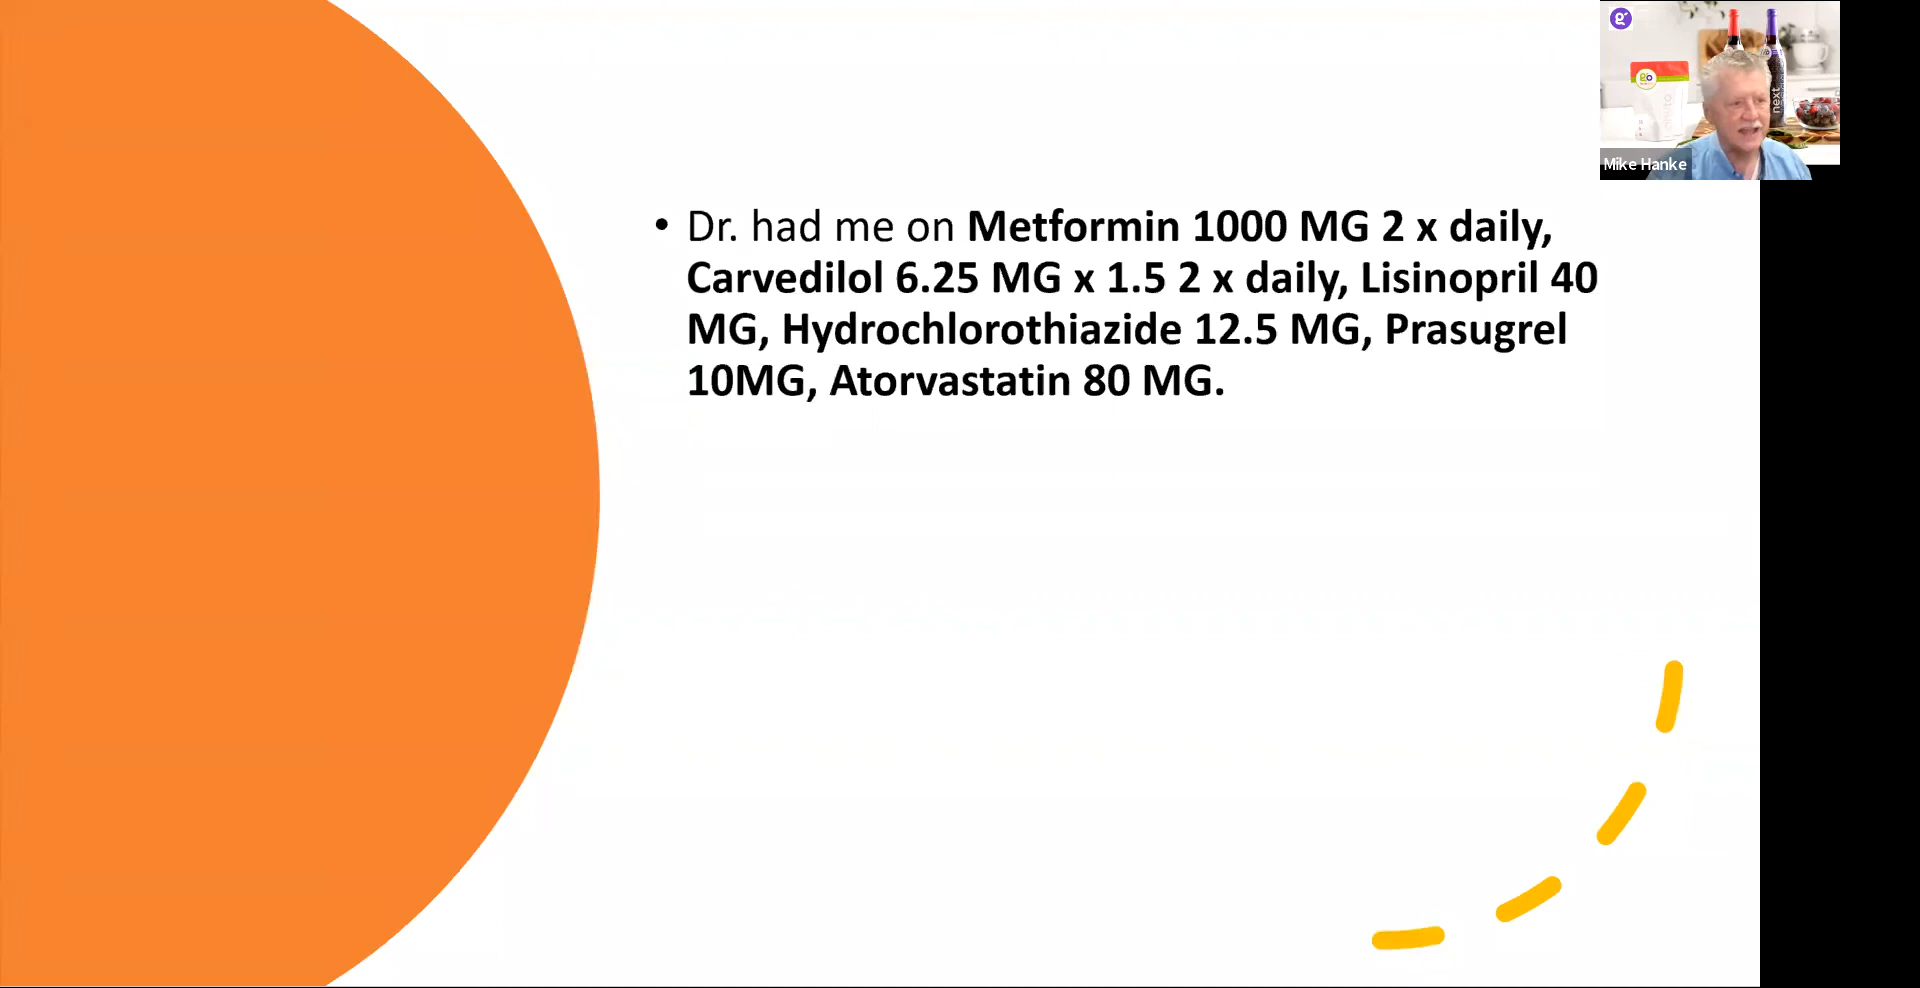 • Dr. had me on Metformin 1000 MG 2 x daily,
Carvedilol 6.25 MG x 1.5 2 x daily, Lisinopril 40
MG, Hydrochlorothiazide 12.5 MG, Prasugrel
10MG, Atorvastatin 80 MG.
next
Mike Hanke